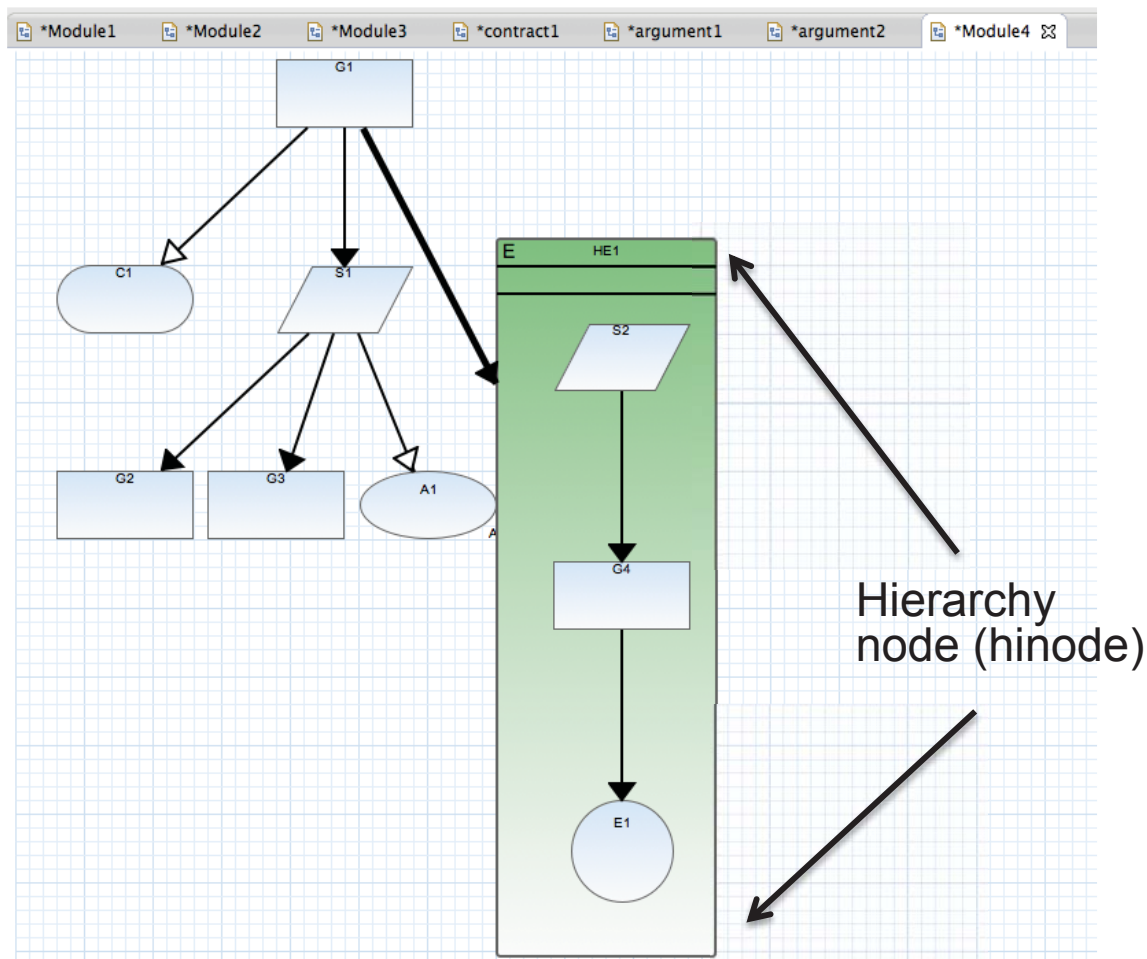 *Module1 *Module2 *Module3 *contract1 *argument1 *argument2 *Module4
G1
C1
S1
G2
G3
A1
A
E HE1
S2
G4
E1
Hierarchy
node (hinode)